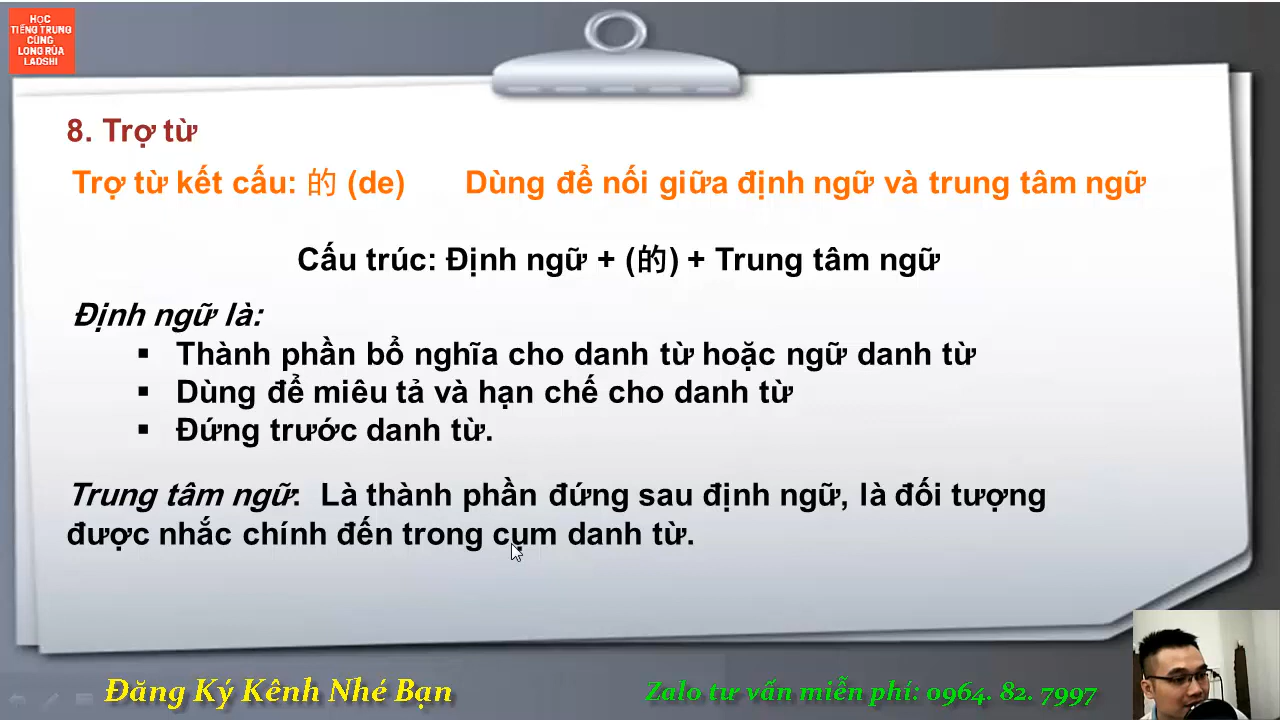 HỌC
TIẾNG TRUNG
CÙNG
LONG RÙA
LAOSHI
8. Trợ từ
Trợ từ kết cấu: 的 (de) Dùng để nối giữa định ngữ và trung tâm ngữ
Cấu trúc: Định ngữ + (的) + Trung tâm ngữ
Định ngữ là:
▪ Thành phần bổ nghĩa cho danh từ hoặc ngữ danh từ
▪ Dùng để miêu tả và hạn chế cho danh từ
▪ Đứng trước danh từ.
Trung tâm ngữ: Là thành phần đứng sau định ngữ, là đối tượng
được nhắc chính đến trong cụm danh từ.
Đăng Ký Kênh Nhé Bạn
Zalo tư vấn miễn phí: 0964. 82. 7997